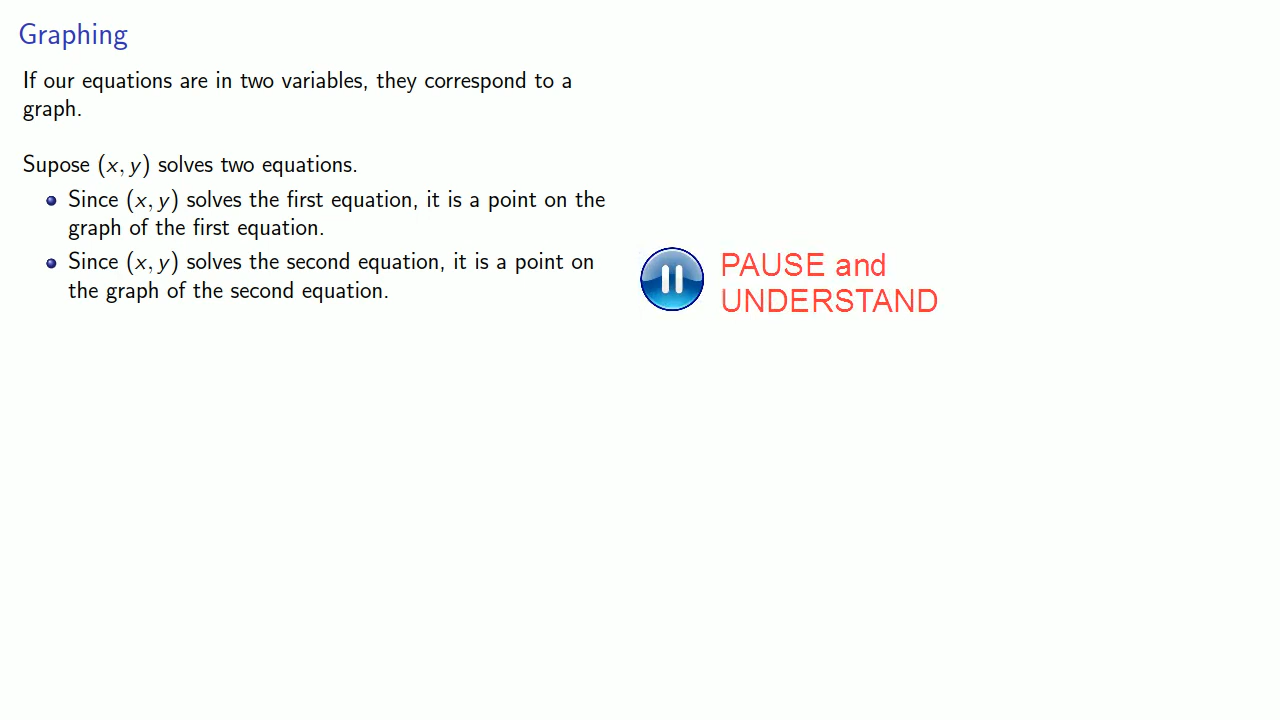 Graphing
If our equations are in two variables, they correspond to a
graph.
Supose (x, y) solves two equations.
Since (x, y) solves the first equation, it is a point on the
graph of the first equation.
Since (x, y) solves the second equation, it is a point on
the graph of the second equation.
PAUSE and
UNDERSTAND